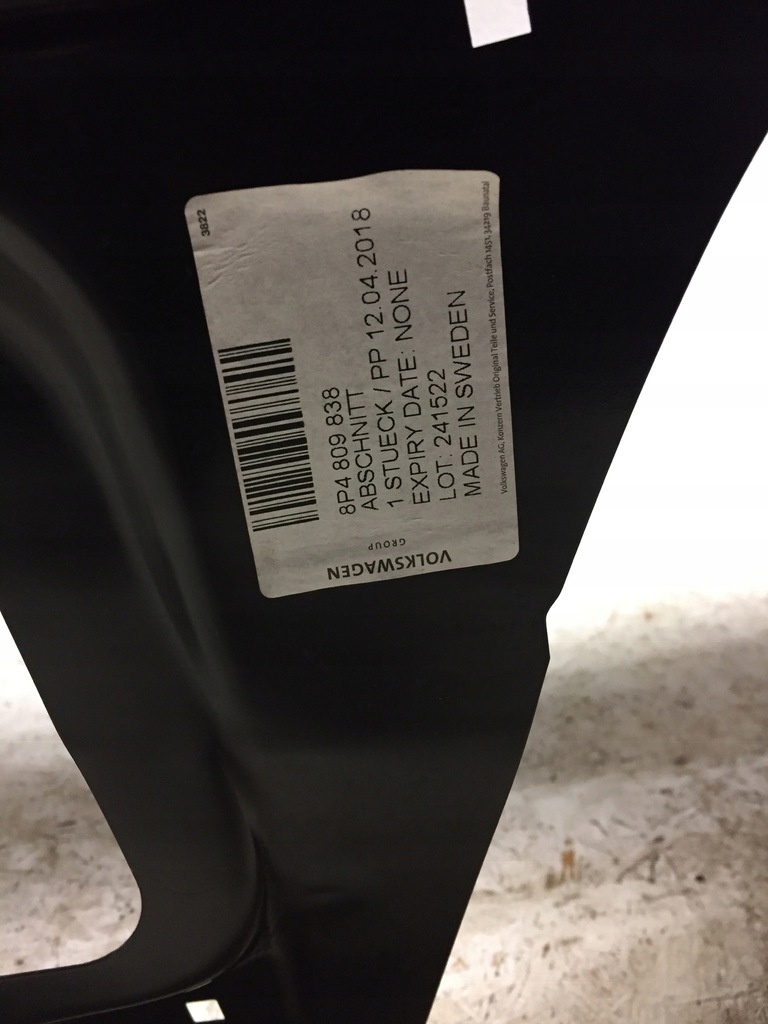 VOLKSWAGEN
GROUP
3822
8P4 809 838
ABSCHNITT
1 STUECK / PP 12.04.2018
EXPIRY DATE: NONE
LOT: 241522
MADE IN SWEDEN
Volkswagen AG, Konzern Vertrieb Original Teile und Service, Postfach 1451, 34219 Baunatal